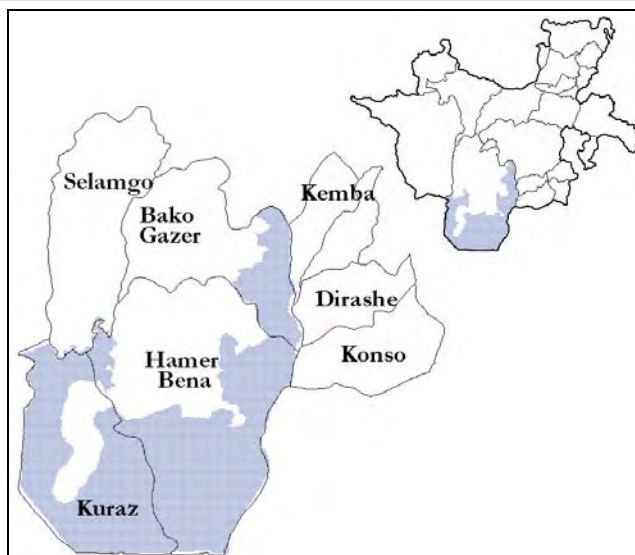 Selamgo
Kemba
Bako
Gazer
Dirashe
Hamer
Bena
Konso
Kuraz